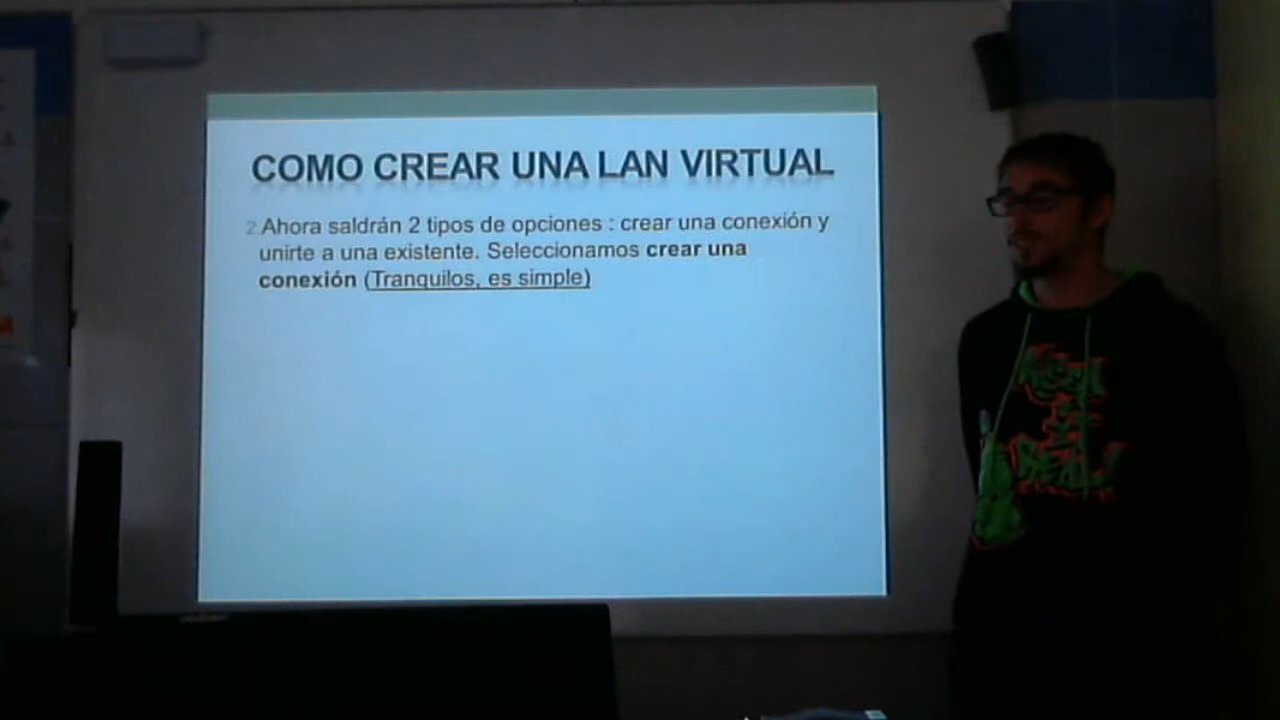 COMO CREAR UNA LAN VIRTUAL
2. Ahora saldrán 2 tipos de opciones : crear una conexión y
unirte a una existente. Seleccionamos crear una
conexión (Tranquilos, es simple)